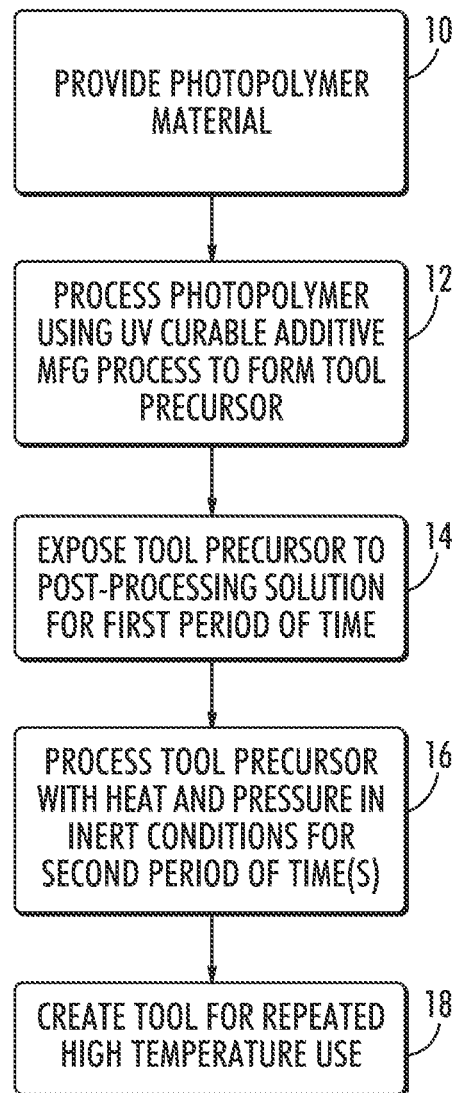 10
PROVIDE PHOTOPOLYMER
MATERIAL
12
PROCESS PHOTOPOLYMER
USING UV CURABLE ADDITIVE
MFG PROCESS TO FORM TOOL
PRECURSOR
14
EXPOSE TOOL PRECURSOR TO
POST-PROCESSING SOLUTION
FOR FIRST PERIOD OF TIME
16
PROCESS TOOL PRECURSOR
WITH HEAT AND PRESSURE IN
INERT CONDITIONS FOR
SECOND PERIOD OF TIME(S)
18
CREATE TOOL FOR REPEATED
HIGH TEMPERATURE USE